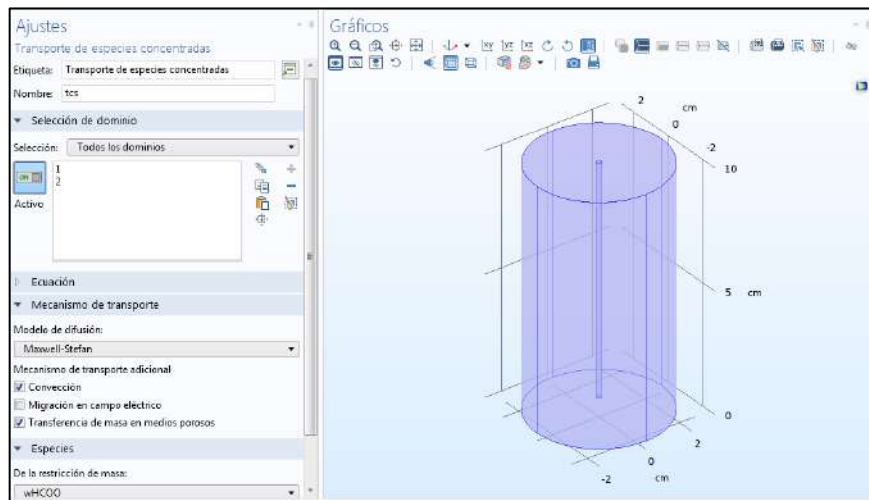 Ajustes
Transporte de especies concentradas
Etiqueta: Transporte de especies concentradas
Nombre: tcs
Selección de dominio
Selección: Todos los dominios
1
2
Activo
Ecuación
Mecanismo de transporte
Modelo de difusión:
Maxwell-Stefan
Mecanismo de transporte adicional
Convección
Migración en campo eléctrico
Transferencia de masa en medios porosos
Especies
De la restricción de masa:
wHCOO
Gráficos
xy yz xz
2 cm
0
-2
10
5 cm
0
2
0
-2 cm